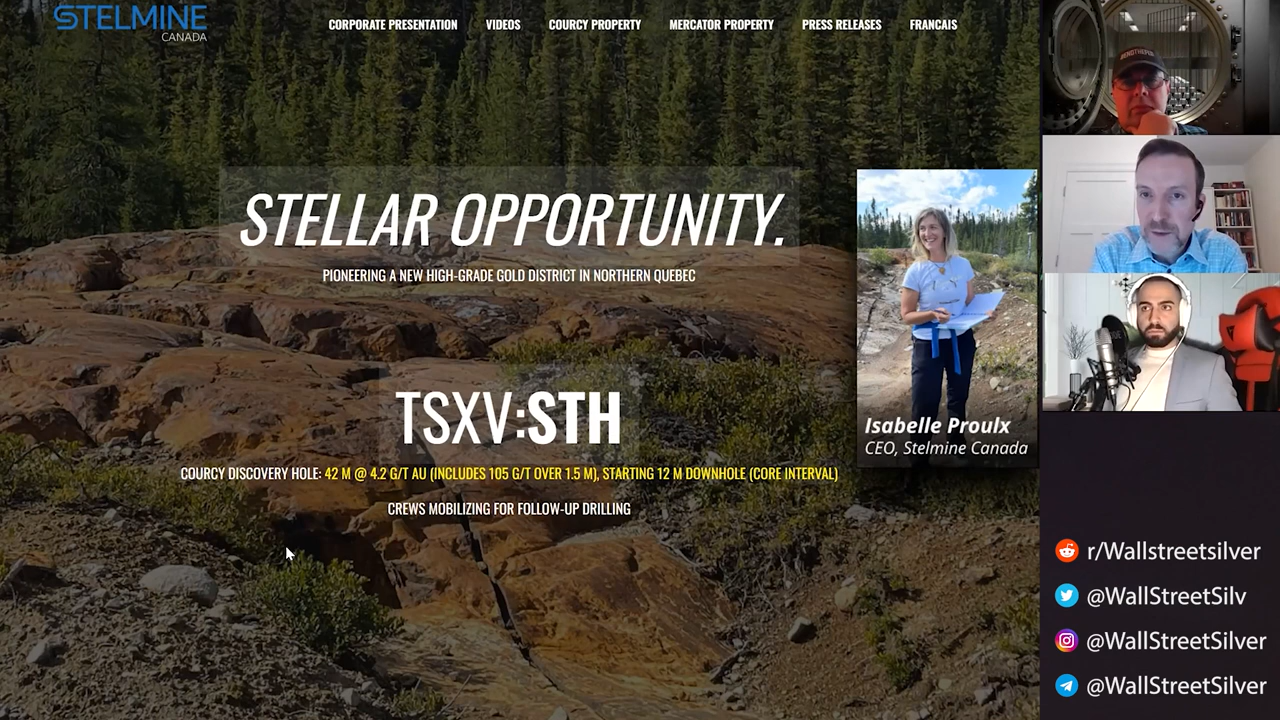 STELMINE
CANADA
CORPORATE PRESENTATION VIDEOS COURCY PROPERTY MERCATOR PROPERTY PRESS RELEASES FRANCAIS
STELLAR OPPORTUNITY.
PIONEERING A NEW HIGH-GRADE GOLD DISTRICT IN NORTHERN QUEBEC
TSXV:STH
COURCY DISCOVERY HOLE: 42 M @ 4.2 G/T AU (INCLUDES 105 G/T OVER 1.5 M), STARTING 12 M DOWNHOLE (CORE INTERVAL)
CREWS MOBILIZING FOR FOLLOW-UP DRILLING
Isabelle Proulx
CEO, Stelmine Canada
r/Wallstreetsilver
@WallStreetSilv
@WallStreetSilver
@WallStreetSilver